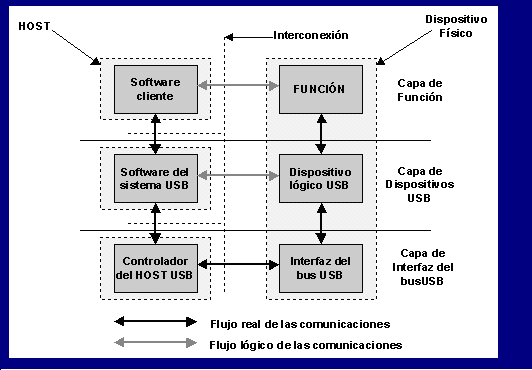 HOST
Interconexión
Dispositivo
Físico
Software
cliente
FUNCIÓN
Capa de
Función
Software del
sistema USB
Dispositivo
lógico USB
Capa de
Dispositivos
USB
Controlador
del HOST USB
Interfaz del
bus USB
Capa de
Interfaz del
busUSB
Flujo real de las comunicaciones
Flujo lógico de las comunicaciones